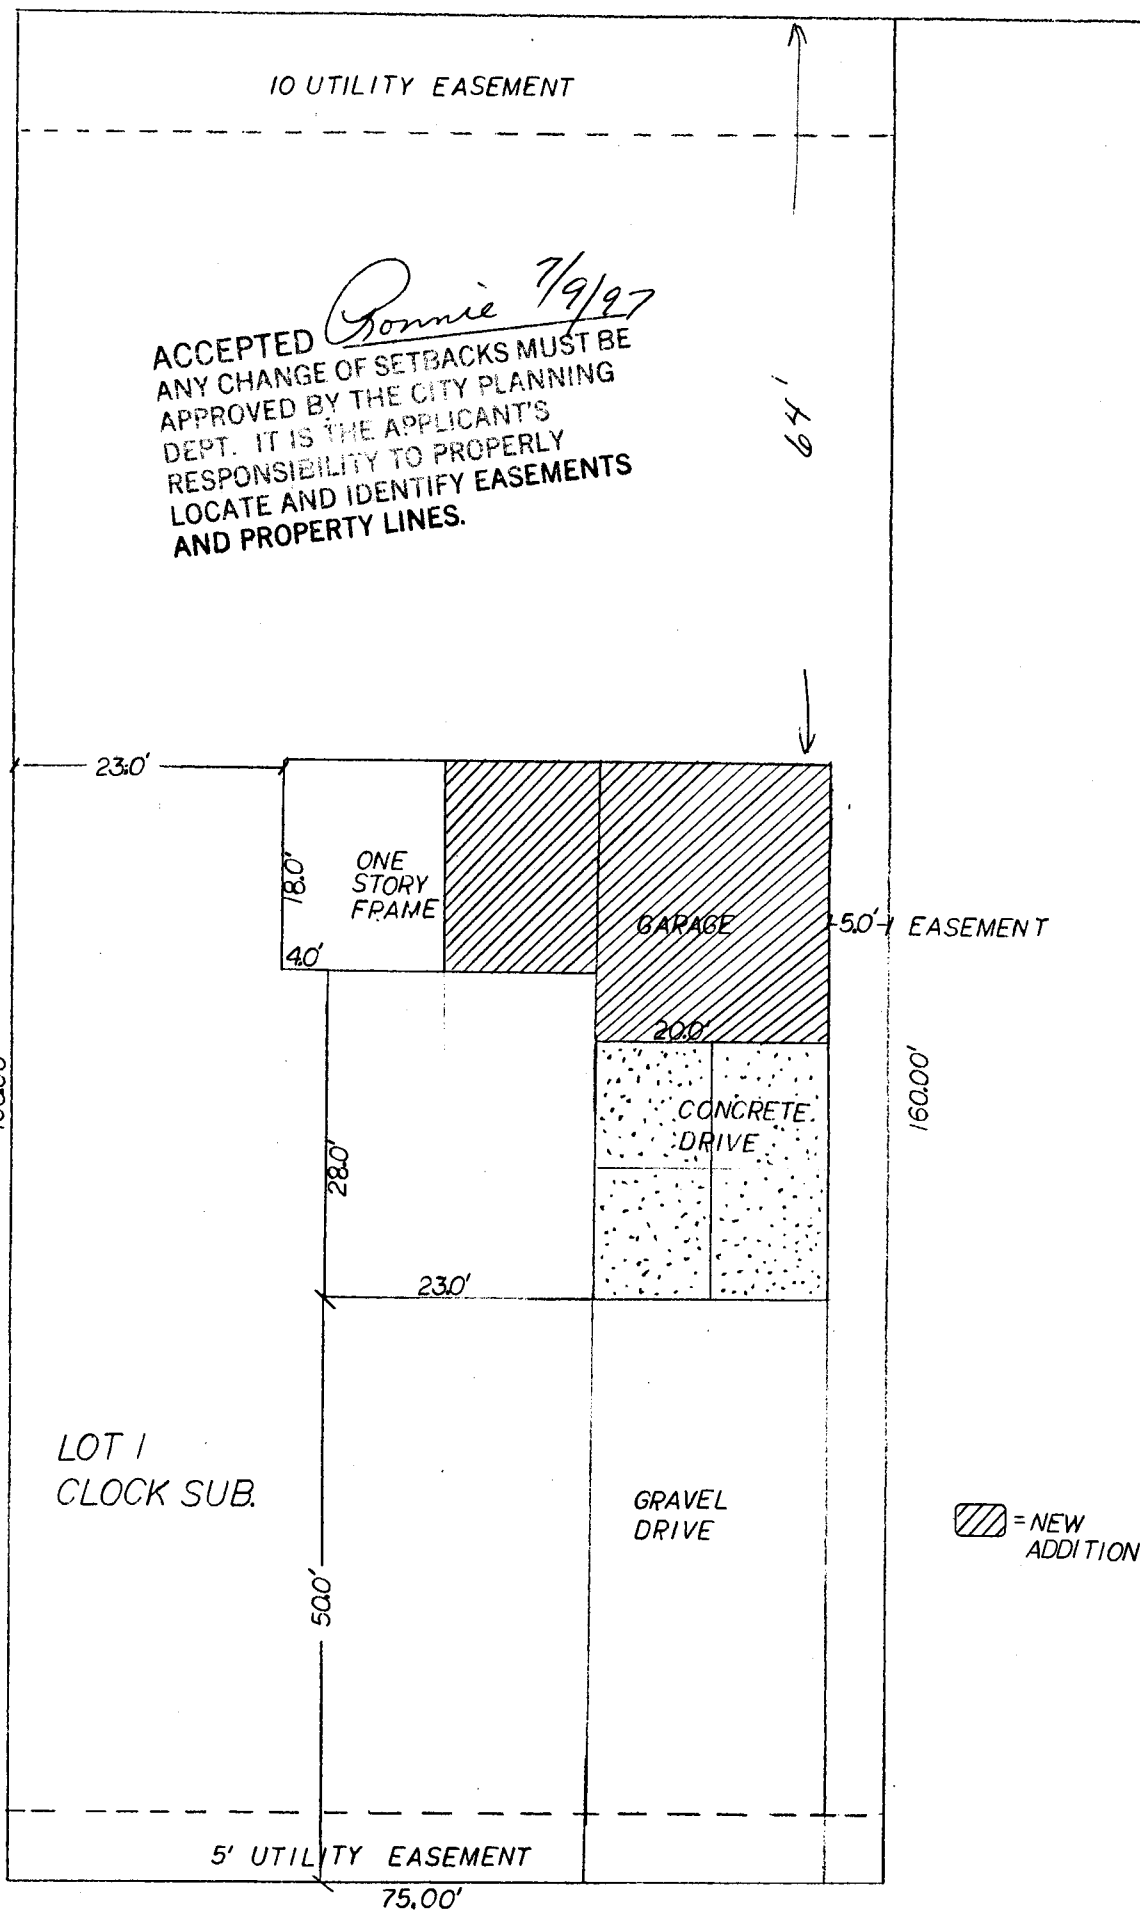 10 UTILITY EASEMENT
ACCEPTED Ronnie 7/9/97
ANY CHANGE OF SETBACKS MUST BE
APPROVED BY THE CITY PLANNING
DEPT. IT IS THE APPLICANT'S
RESPONSIBILITY TO PROPERLY
LOCATE AND IDENTIFY EASEMENTS
AND PROPERTY LINES.
64'
23.0'
18.0'
ONE
STORY
FRAME
4.0'
GARAGE
5.0'
EASEMENT
20.0'
CONCRETE
DRIVE
160.00'
28.0'
23.0'
LOT 1
CLOCK SUB.
GRAVEL
DRIVE
= NEW
ADDITION
50.0'
5' UTILITY EASEMENT
75.00'